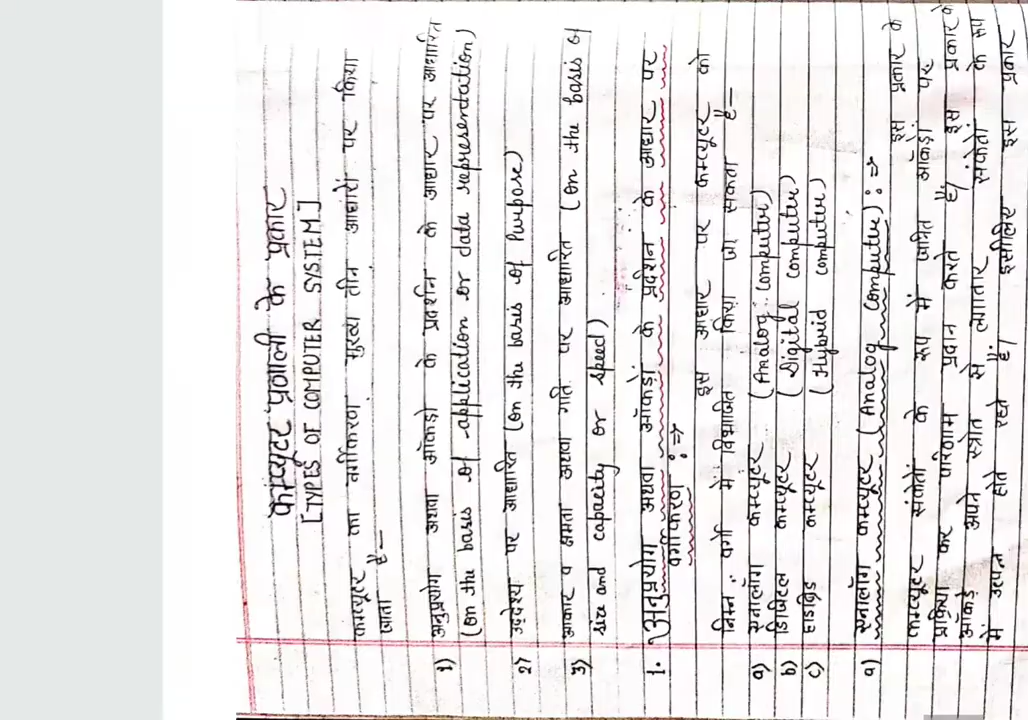 कम्प्यूटर प्रणाली के प्रकार
[TYPES OF COMPUTER SYSTEM]
कम्प्यूटर का वर्गीकरण मुख्य तीन आधारों पर किया
जाता है –
1) अनुप्रयोग अथवा आंकडो के प्रदर्शन के आधार पर आधारित
(on the basis of application or data representation)
2) उद्देश्य पर आधारित (on the basis of Purpose)
3) आकार व क्षमता अथवा गति पर आधारित (on the basis of
size and capacity or speed)
1. अनुप्रयोग अथवा आँकड़ों के प्रदर्शन के आधार पर
वर्गीकरण :⇒
इस आधार पर कम्प्यूटर को
निम्न वर्गो में विभाजित किया जा सकता है –
a) एनालॉग कम्प्यूटर (Analog Computer)
b) डिजिटल कम्प्यूटर (Digital Computer)
c) हाइब्रिड कम्प्यूटर (Hybrid Computer)
a) एनालॉग कम्प्यूटर (Analog Computer) :⇒
इस प्रकार के
कम्प्यूटर संकेतों के रूप में प्राप्त आंकड़ो पर
प्रक्रिया कर परिणाम प्रदान करते हैं। इस प्रकार के
आंकड़े अपने स्त्रोत से लगातार संकेतों के रूप
में उत्पन्न होते रहते हैं। इसीलिए इस प्रकार